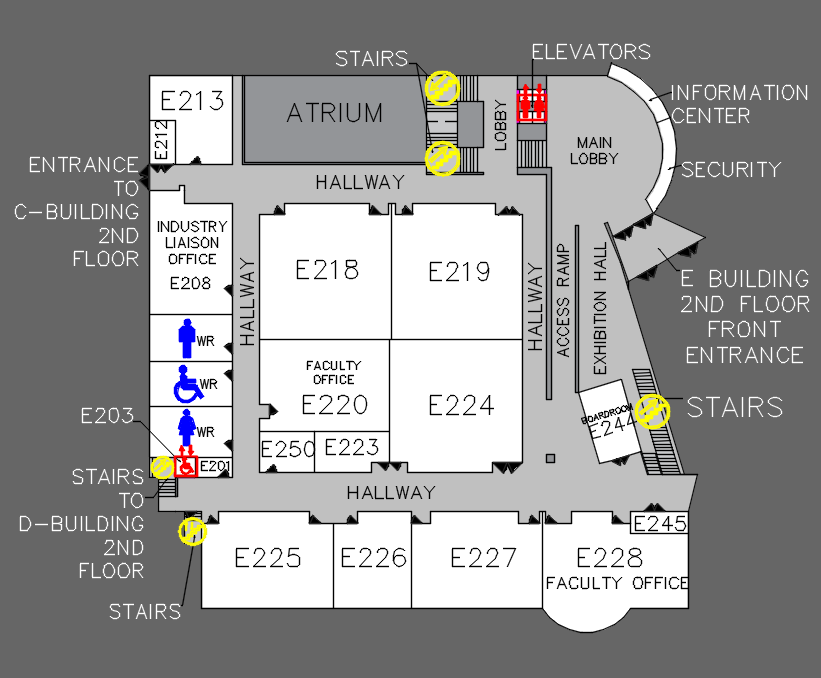 STAIRS
ELEVATORS
E213
ATRIUM
LOBBY
INFORMATION
CENTER
E212
MAIN
LOBBY
ENTRANCE
TO
C-BUILDING
2ND
FLOOR
HALLWAY
SECURITY
INDUSTRY
LIAISON
OFFICE
E208
HALLWAY
E218
E219
HALLWAY
ACCESS RAMP
EXHIBITION HALL
E BUILDING
2ND FLOOR
FRONT
ENTRANCE
WR
WR
WR
FACULTY
OFFICE
E220
E224
E203
BOARDROOM
E244
STAIRS
E250
E223
E201
STAIRS
TO
D-BUILDING
2ND
FLOOR
HALLWAY
E225
E226
E227
E228
FACULTY OFFICE
E245
STAIRS